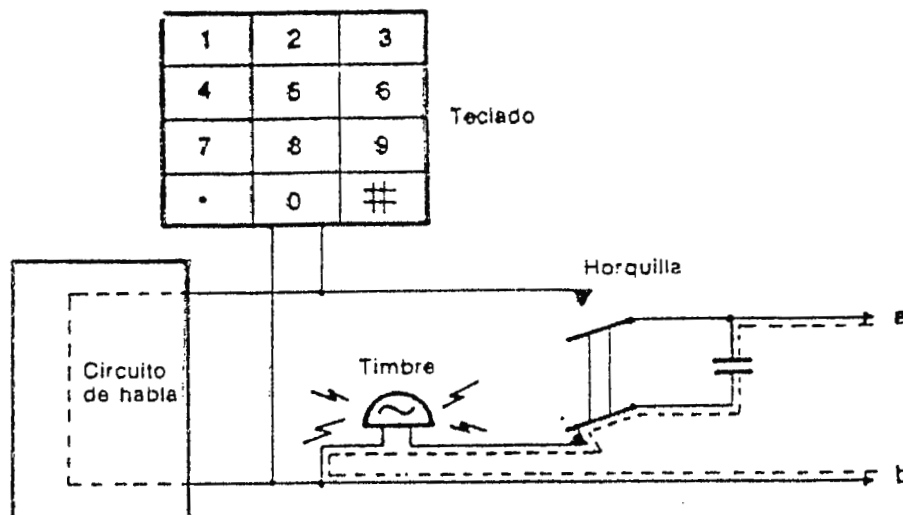 1 2 3
4 5 6
7 8 9
• 0 #
Teclado
Horquilla
a
Circuito
de habla
Timbre
b